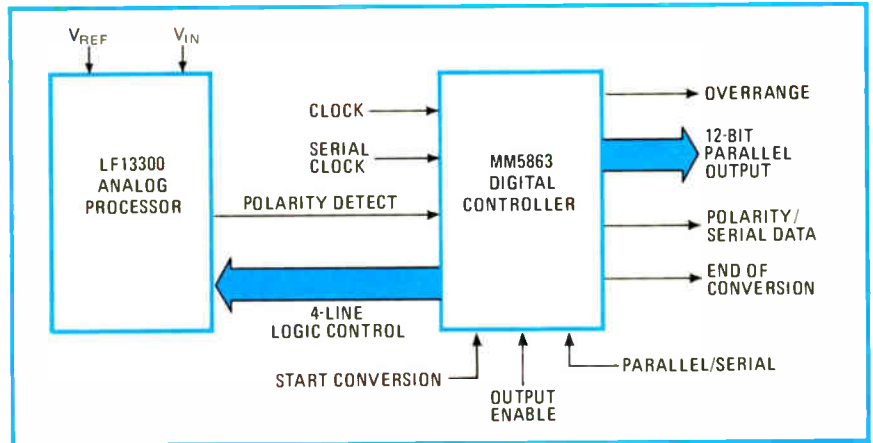 VREF
VIN
LF13300
ANALOG
PROCESSOR
CLOCK
SERIAL
CLOCK
POLARITY DETECT
4-LINE
LOGIC CONTROL
MM5863
DIGITAL
CONTROLLER
OVERRANGE
12-BIT
PARALLEL
OUTPUT
POLARITY/
SERIAL DATA
END OF
CONVERSION
START CONVERSION
OUTPUT
ENABLE
PARALLEL/SERIAL